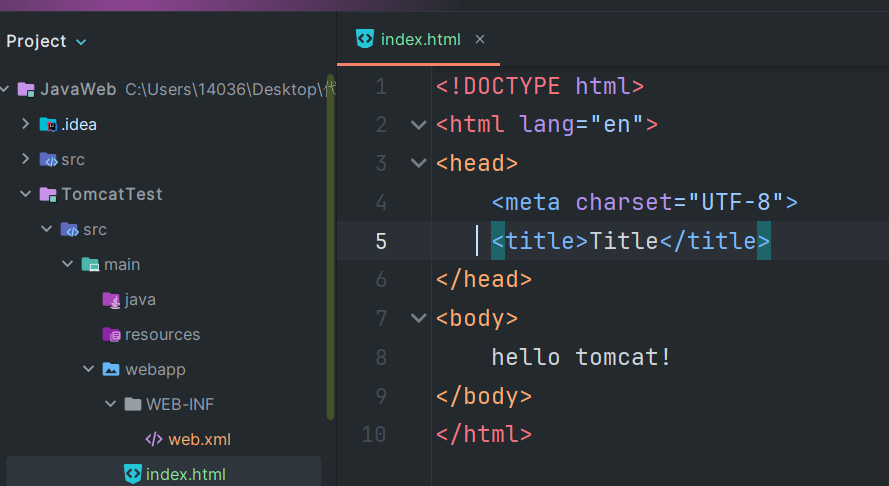 Project
JavaWeb C:\Users\14036\Desktop\代
.idea
src
TomcatTest
src
main
java
resources
webapp
WEB-INF
web.xml
index.html
index.html
1 <!DOCTYPE html>
2 <html lang="en">
3 <head>
4 <meta charset="UTF-8">
5 <title>Title</title>
6 </head>
7 <body>
8 hello tomcat!
9 </body>
10 </html>